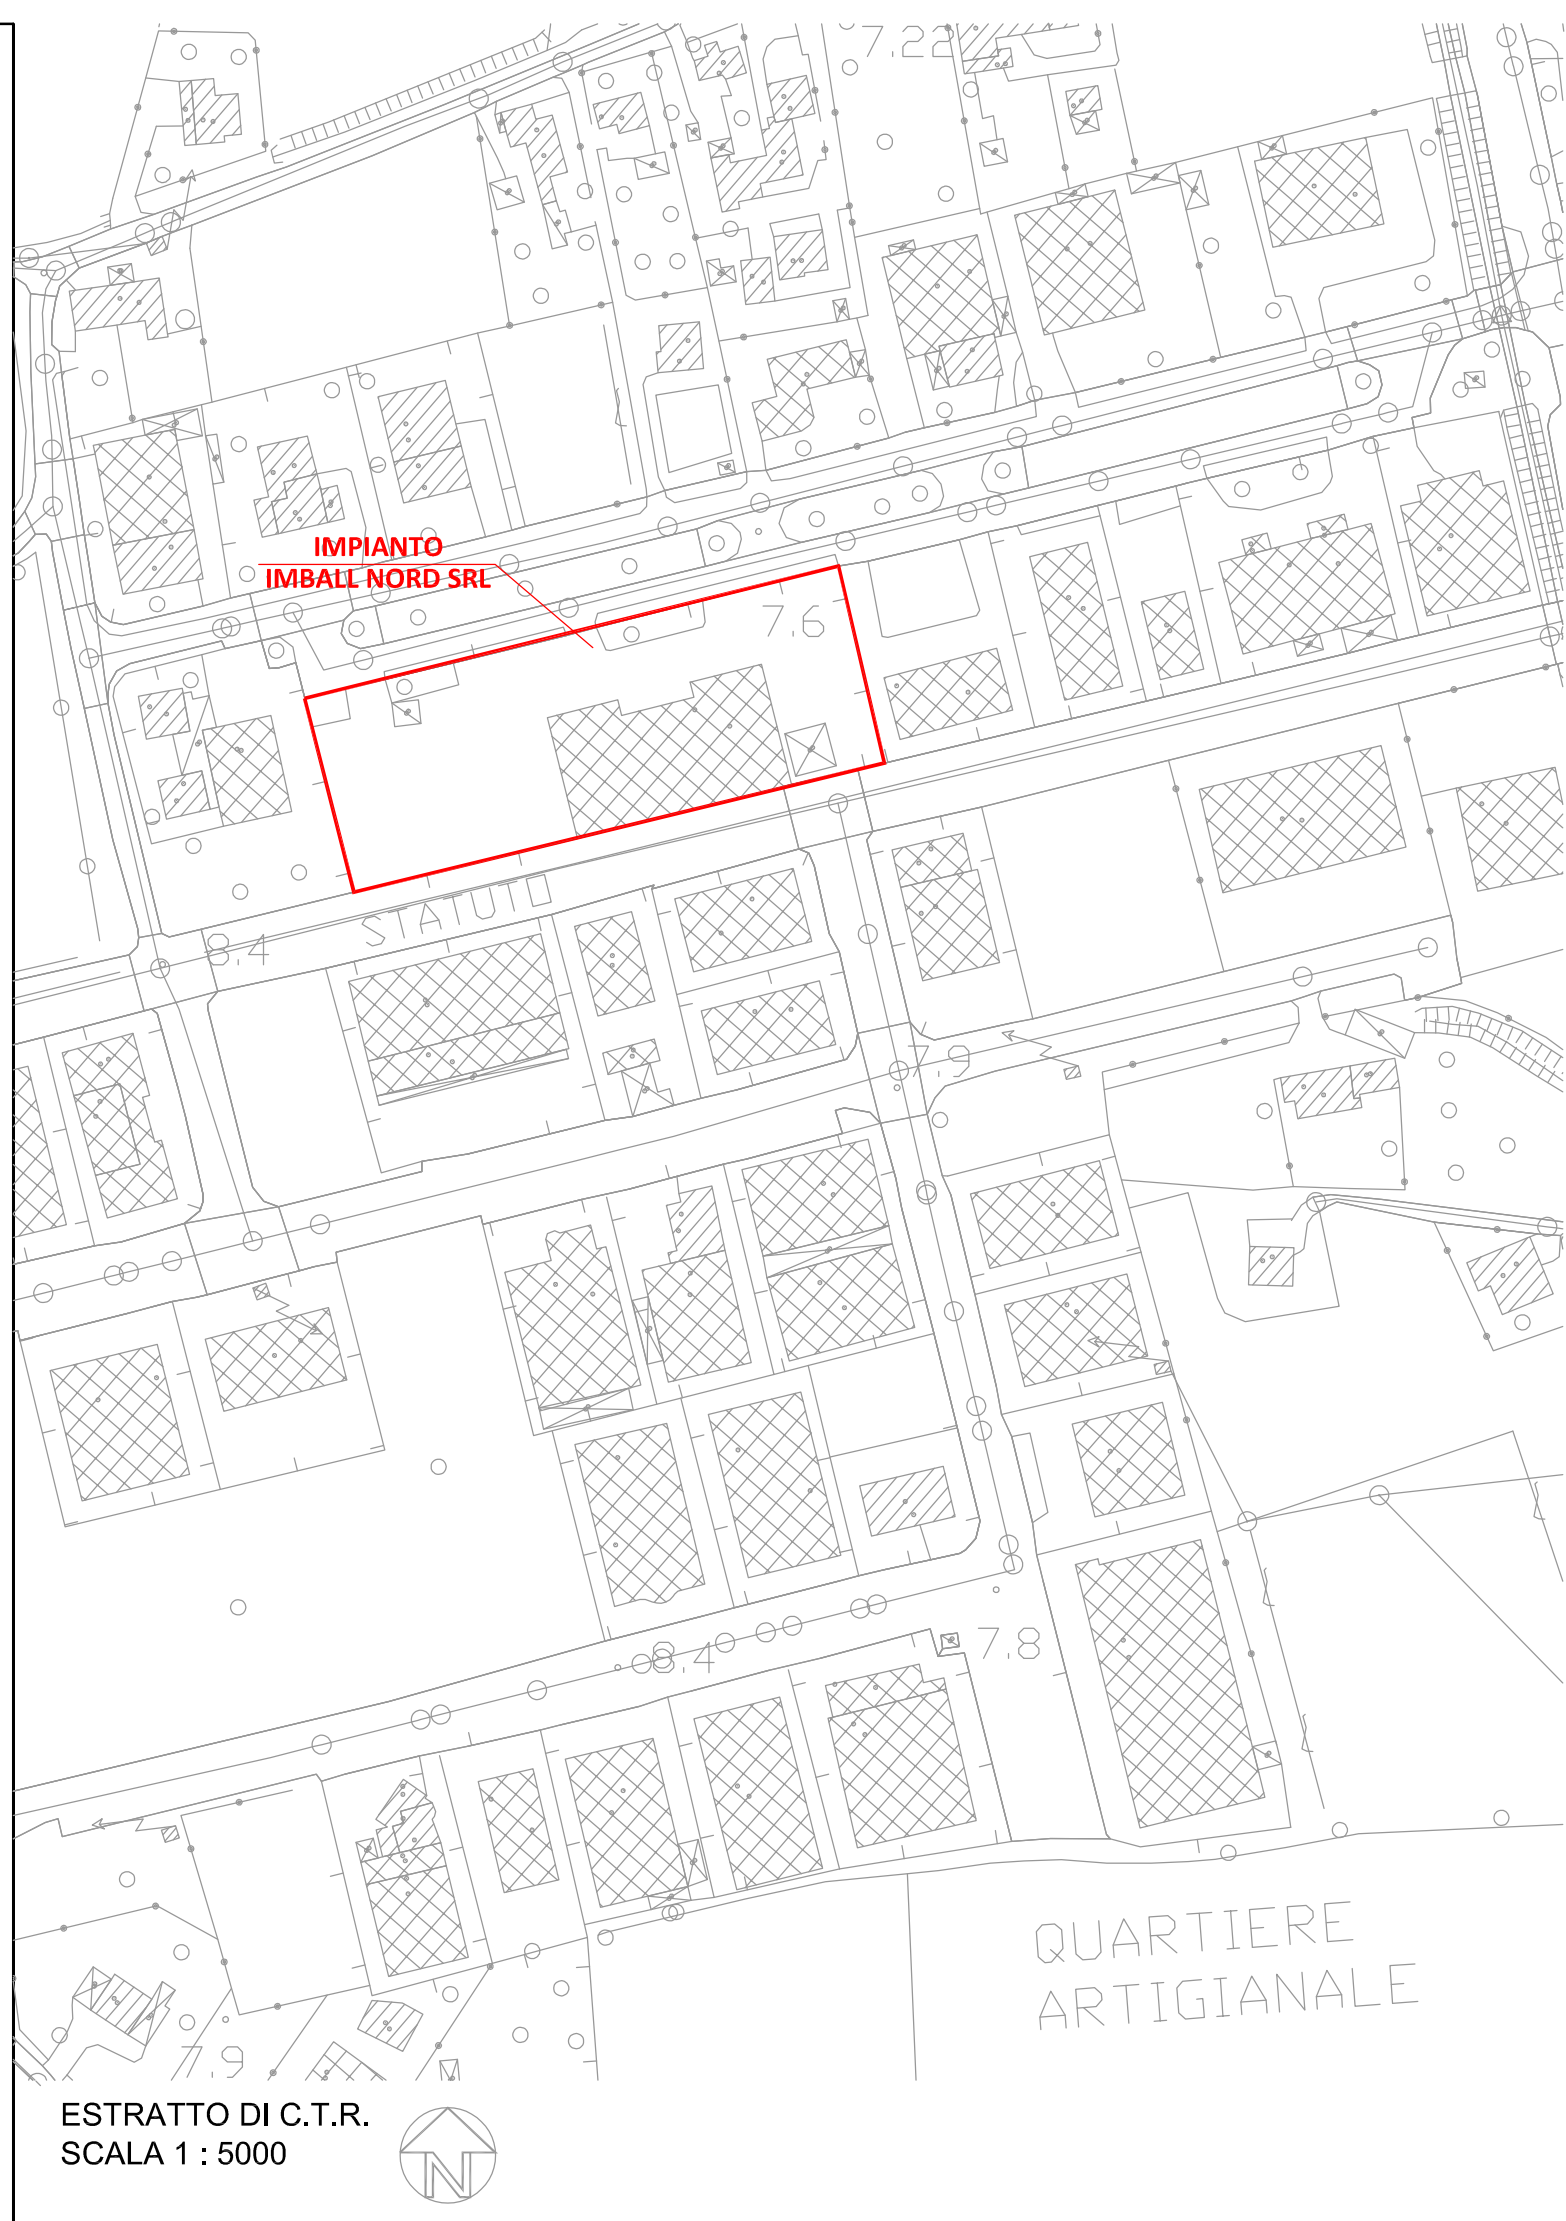 7.22
IMPIANTO
IMBALL NORD SRL
7.6
STATUTO
8.4
7.9
8.4
7.8
QUARTIERE
ARTIGIANALE
7.9
ESTRATTO DI C.T.R.
SCALA 1 : 5000
N